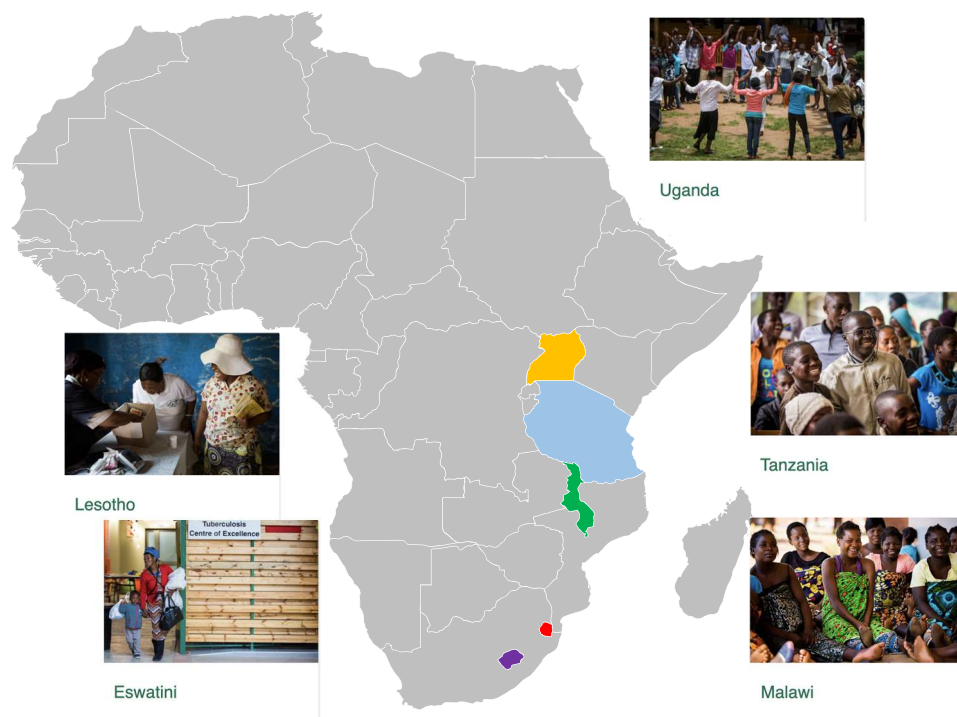 Uganda
Tanzania
Lesotho
Tuberculosis
Centre of Excellence
Eswatini
Malawi